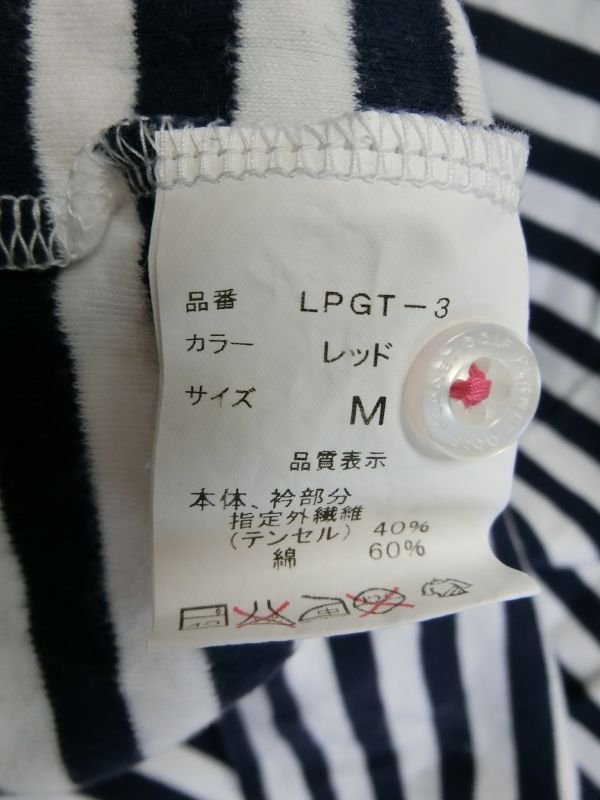 品番 LPGT-3
カラー レッド
サイズ M
品質表示
本体、衿部分
指定外繊維
(テンセル) 40%
綿 60%